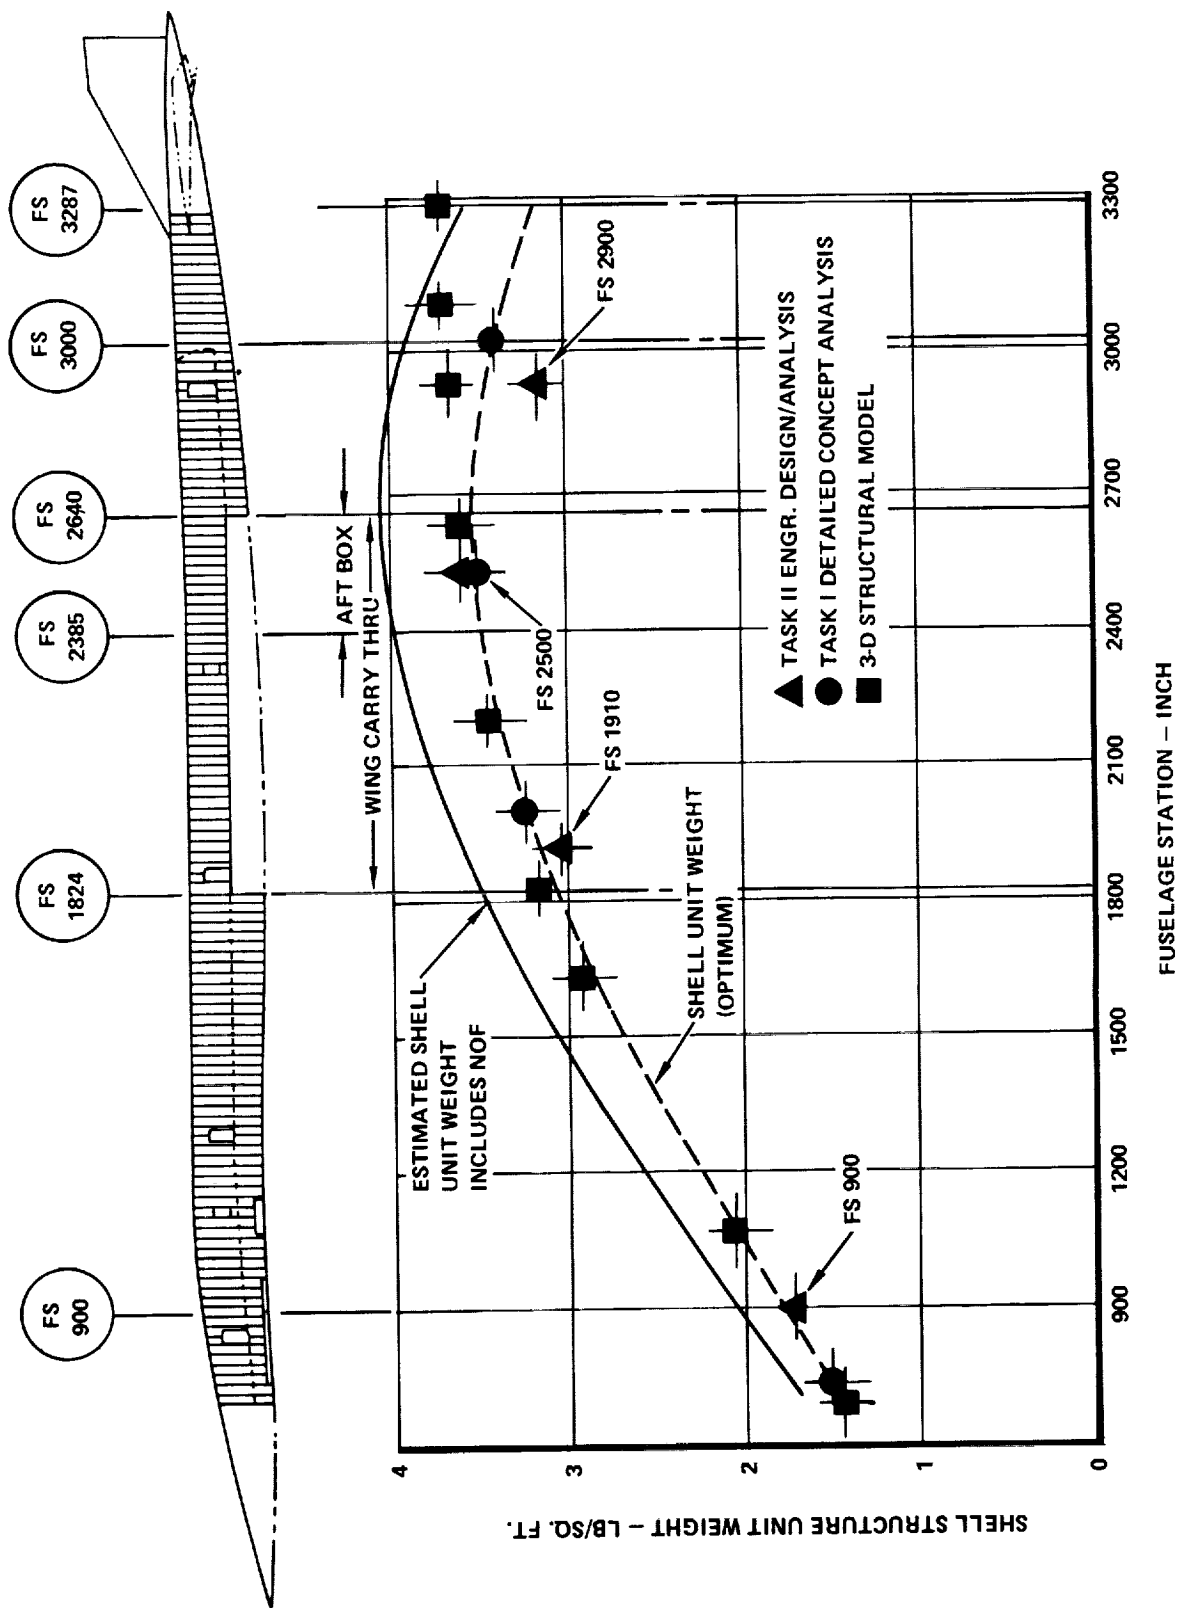 FS
900
FS
1824
FS
2385
FS
2640
FS
3000
FS
3287
AFT BOX
WING CARRY THRU
ESTIMATED SHELL
UNIT WEIGHT
INCLUDES NOF
FS 2500
FS 1910
FS 2900
SHELL UNIT WEIGHT
(OPTIMUM)
FS 900
TASK II ENGR. DESIGN/ANALYSIS
TASK I DETAILED CONCEPT ANALYSIS
3-D STRUCTURAL MODEL
4
3
2
1
0
SHELL STRUCTURE UNIT WEIGHT – LB/SQ. FT.
900
1200
1500
1800
2100
2400
2700
3000
3300
FUSELAGE STATION – INCH